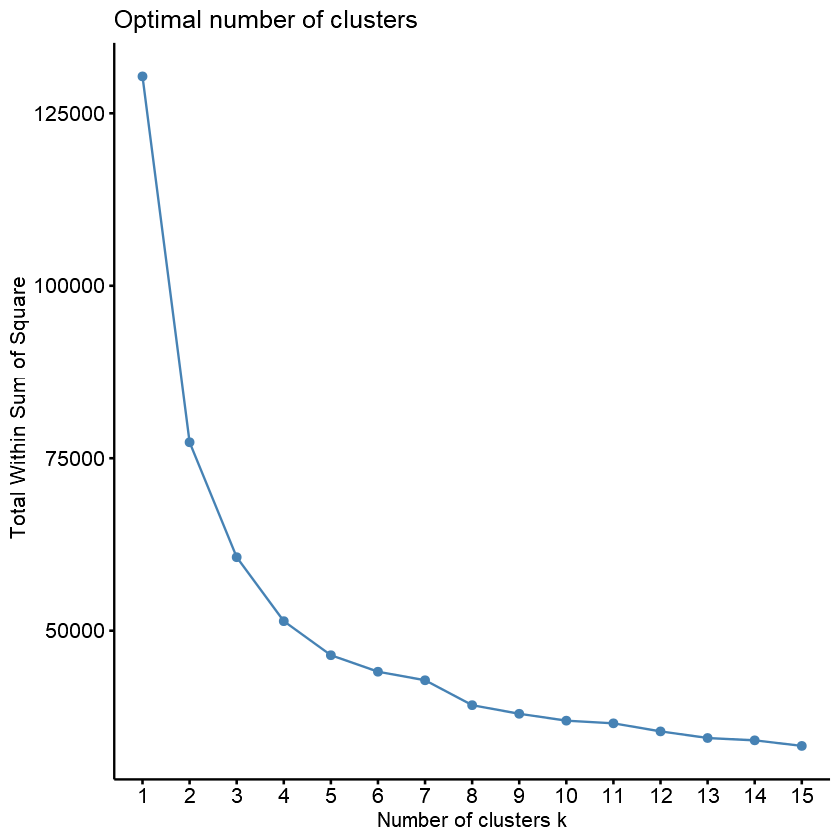 Optimal number of clusters
Total Within Sum of Square
125000
100000
75000
50000
1 2 3 4 5 6 7 8 9 10 11 12 13 14 15
Number of clusters k